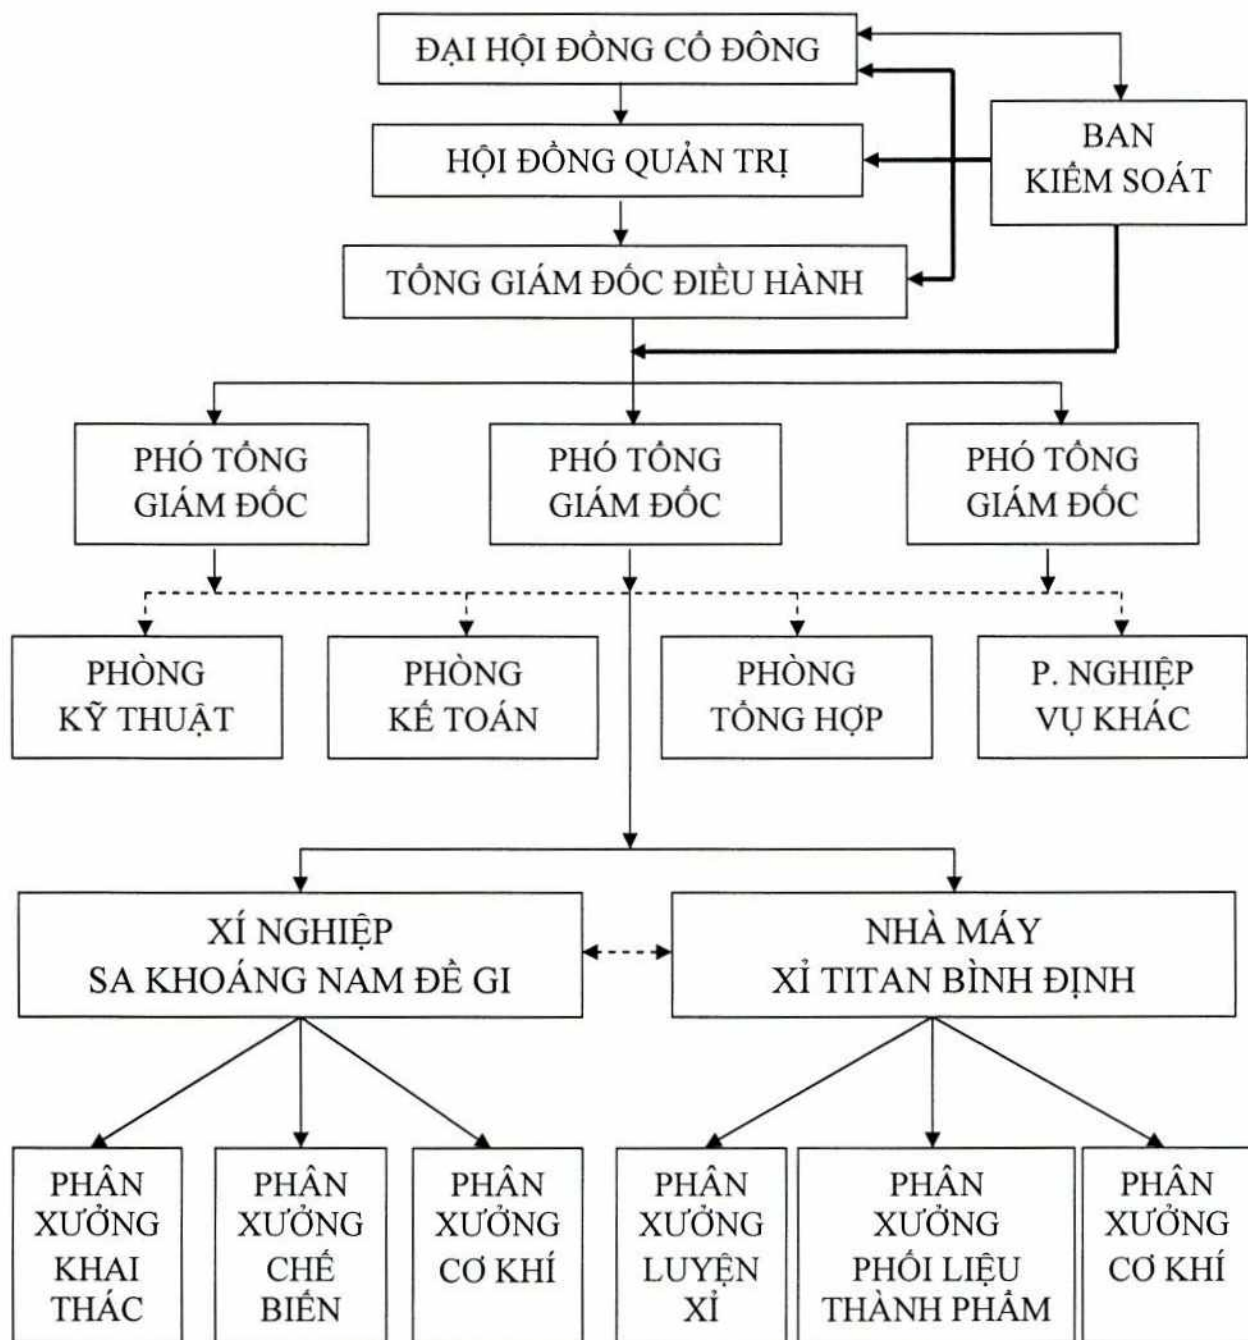 ĐẠI HỘI ĐỒNG CỔ ĐÔNG
HỘI ĐỒNG QUẢN TRỊ
BAN
KIỂM SOÁT
TỔNG GIÁM ĐỐC ĐIỀU HÀNH
PHÓ TỔNG
GIÁM ĐỐC
PHÓ TỔNG
GIÁM ĐỐC
PHÓ TỔNG
GIÁM ĐỐC
PHÒNG
KỸ THUẬT
PHÒNG
KẾ TOÁN
PHÒNG
TỔNG HỢP
P. NGHIỆP
VỤ KHÁC
XÍ NGHIỆP
SA KHOÁNG NAM ĐỀ GI
NHÀ MÁY
XỈ TITAN BÌNH ĐỊNH
PHÂN
XƯỞNG
KHAI
THÁC
PHÂN
XƯỞNG
CHẾ
BIẾN
PHÂN
XƯỞNG
CƠ KHÍ
PHÂN
XƯỞNG
LUYỆN
XỈ
PHÂN
XƯỞNG
PHỐI LIỆU
THÀNH PHẨM
PHÂN
XƯỞNG
CƠ KHÍ